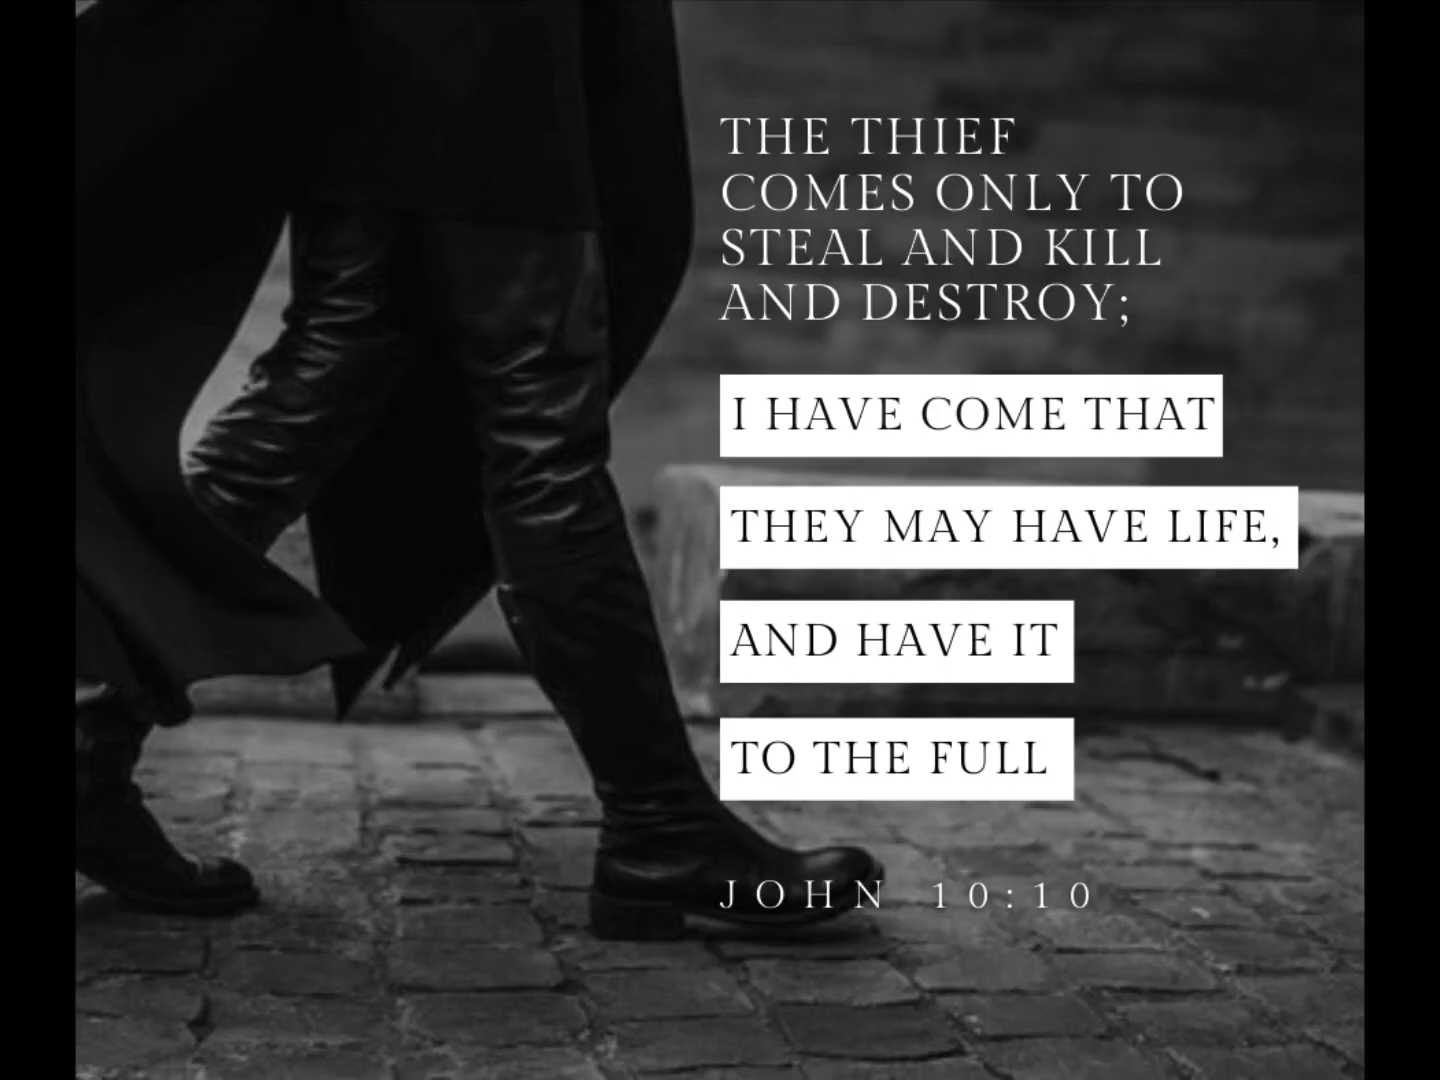 THE THIEF
COMES ONLY TO
STEAL AND KILL
AND DESTROY;
I HAVE COME THAT
THEY MAY HAVE LIFE,
AND HAVE IT
TO THE FULL
JOHN 10:10